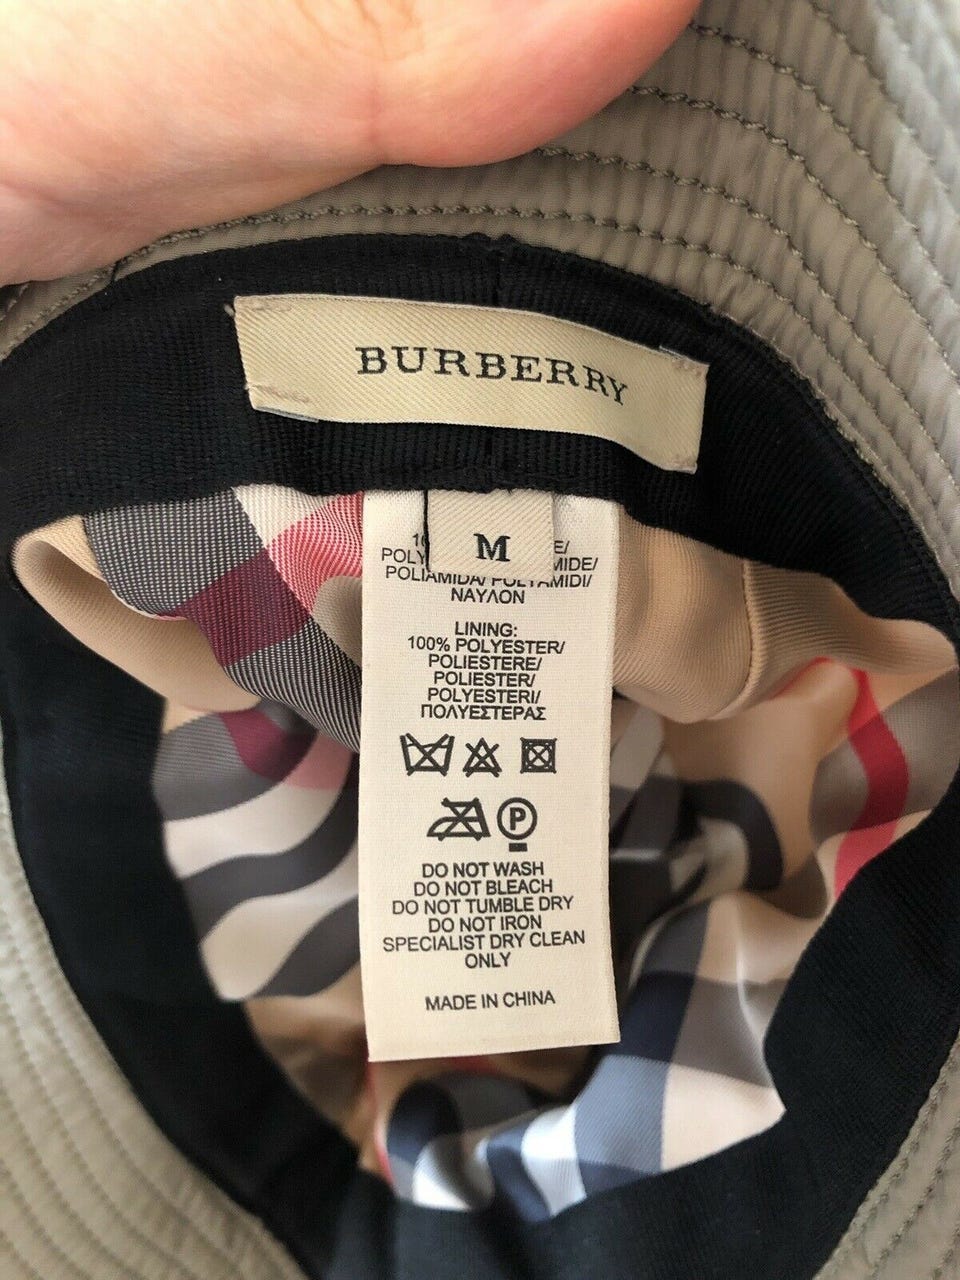 BURBERRY
M
POLIAMIDA/ POLYAMIDI/
ΝΑΥΛΟΝ
LINING:
100% POLYESTER/
POLIESTERE/
POLIESTER/
POLYESTERI/
ΠΟΛΥΕΣΤΕΡΑΣ
P
DO NOT WASH
DO NOT BLEACH
DO NOT TUMBLE DRY
DO NOT IRON
SPECIALIST DRY CLEAN
ONLY
MADE IN CHINA